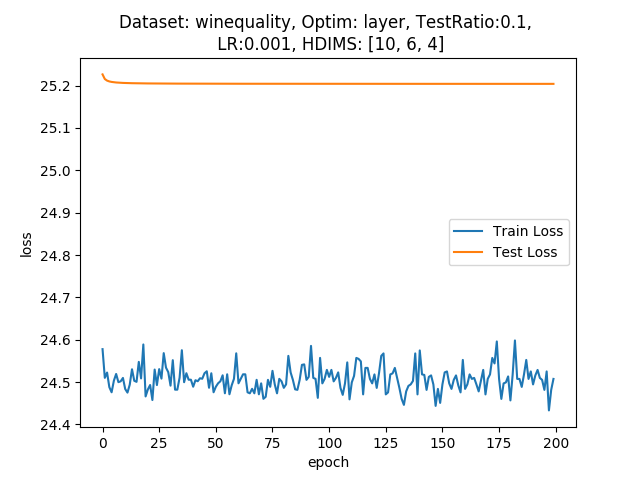 Dataset: winequality, Optim: layer, TestRatio:0.1,
LR:0.001, HDIMS: [10, 6, 4]
25.2
25.1
25.0
24.9
24.8
24.7
24.6
24.5
24.4
loss
Train Loss
Test Loss
0 25 50 75 100 125 150 175 200
epoch